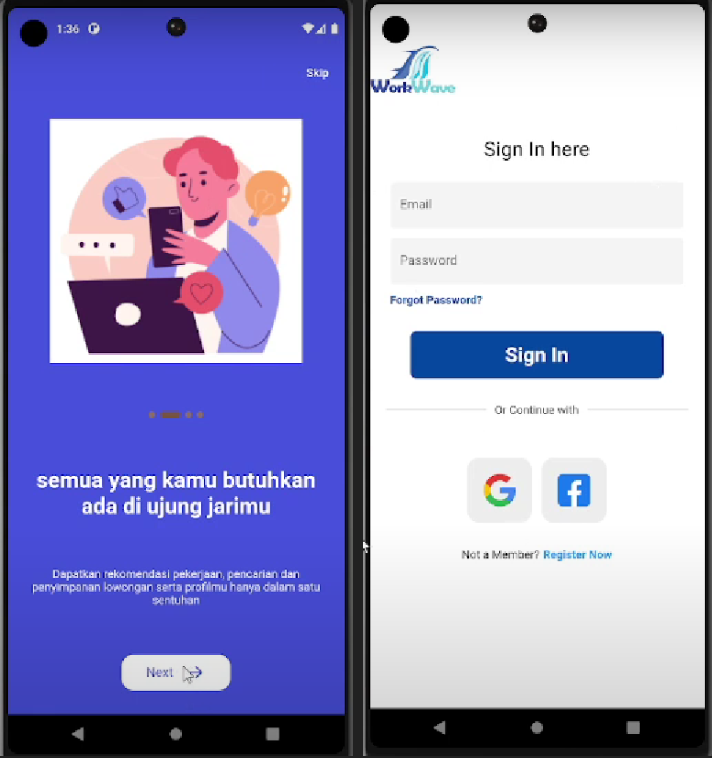 1:36
Skip
semua yang kamu butuhkan
ada di ujung jarimu
Dapatkan rekomendasi pekerjaan, pencarian dan
penyimpanan lowongan serta profilmu hanya dalam satu
sentuhan
Next
WorkWave
Sign In here
Email
Password
Forgot Password?
Sign In
Or Continue with
Not a Member? Register Now